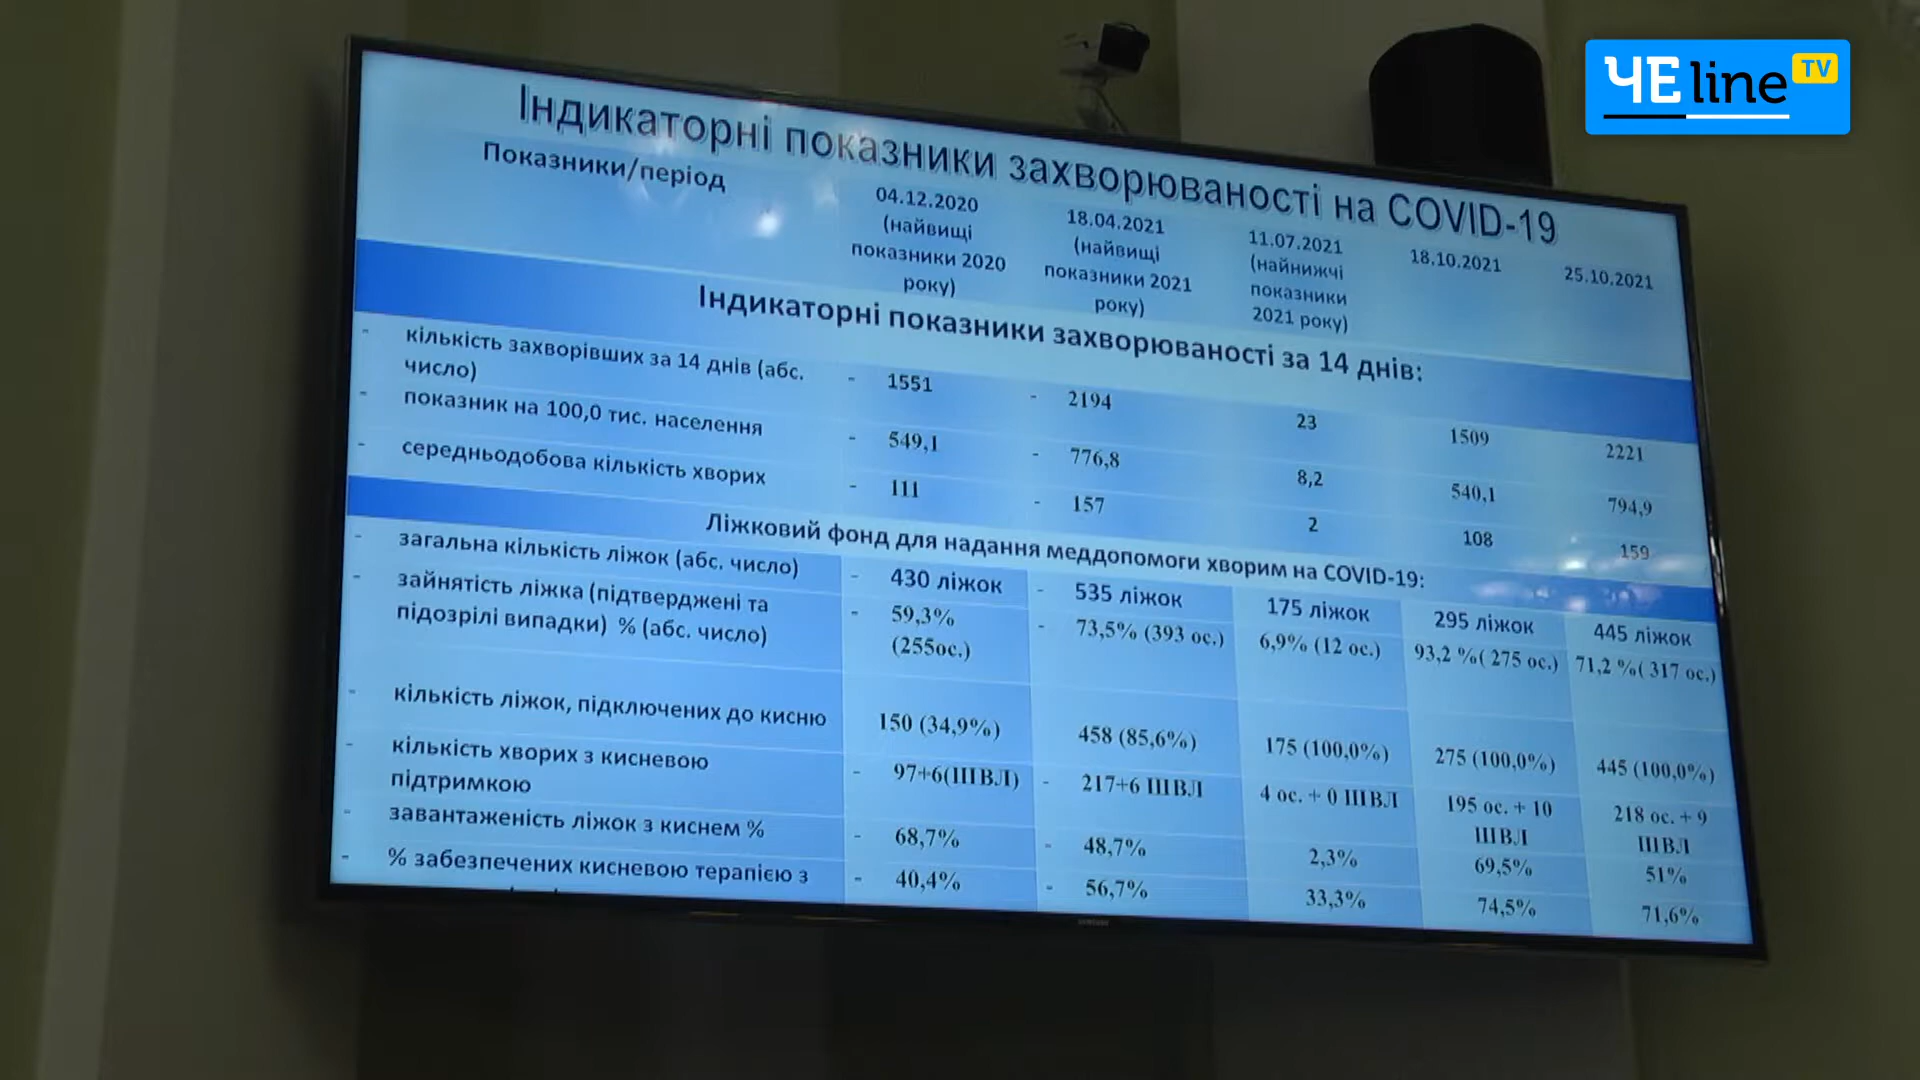 ЧЕline TV
Індикаторні показники захворюваності на COVID-19
Показники/період
04.12.2020
(найвищі
показники 2020
року)
18.04.2021
(найвищі
показники 2021
року)
11.07.2021
(найнижчі
показники
2021 року)
18.10.2021
25.10.2021
Індикаторні показники захворюваності за 14 днів:
- кількість захворівших за 14 днів (абс.
число)
- 1551
- 2194
23
1509
2221
- показник на 100,0 тис. населення
- 549,1
- 776,8
8,2
540,1
794,9
- середньодобова кількість хворих
- 111
- 157
2
108
159
Ліжковий фонд для надання меддопомоги хворим на COVID-19:
- загальна кількість ліжок (абс. число)
- 430 ліжок
- 535 ліжок
175 ліжок
295 ліжок
445 ліжок
- зайнятість ліжка (підтверджені та
підозрілі випадки) % (абс. число)
- 59,3%
(255ос.)
- 73,5% (393 ос.)
6,9% (12 ос.)
93,2 %( 275 ос.)
71,2 %( 317 ос.)
- кількість ліжок, підключених до кисню
150 (34,9%)
458 (85,6%)
175 (100,0%)
275 (100,0%)
445 (100,0%)
- кількість хворих з кисневою
підтримкою
- 97+6(ШВЛ)
- 217+6 ШВЛ
4 ос. + 0 ШВЛ
195 ос. + 10
ШВЛ
218 ос. + 9
ШВЛ
- завантаженість ліжок з киснем %
- 68,7%
- 48,7%
2,3%
69,5%
51%
- % забезпечених кисневою терапією з
- 40,4%
- 56,7%
33,3%
74,5%
71,6%
SAMSUNG